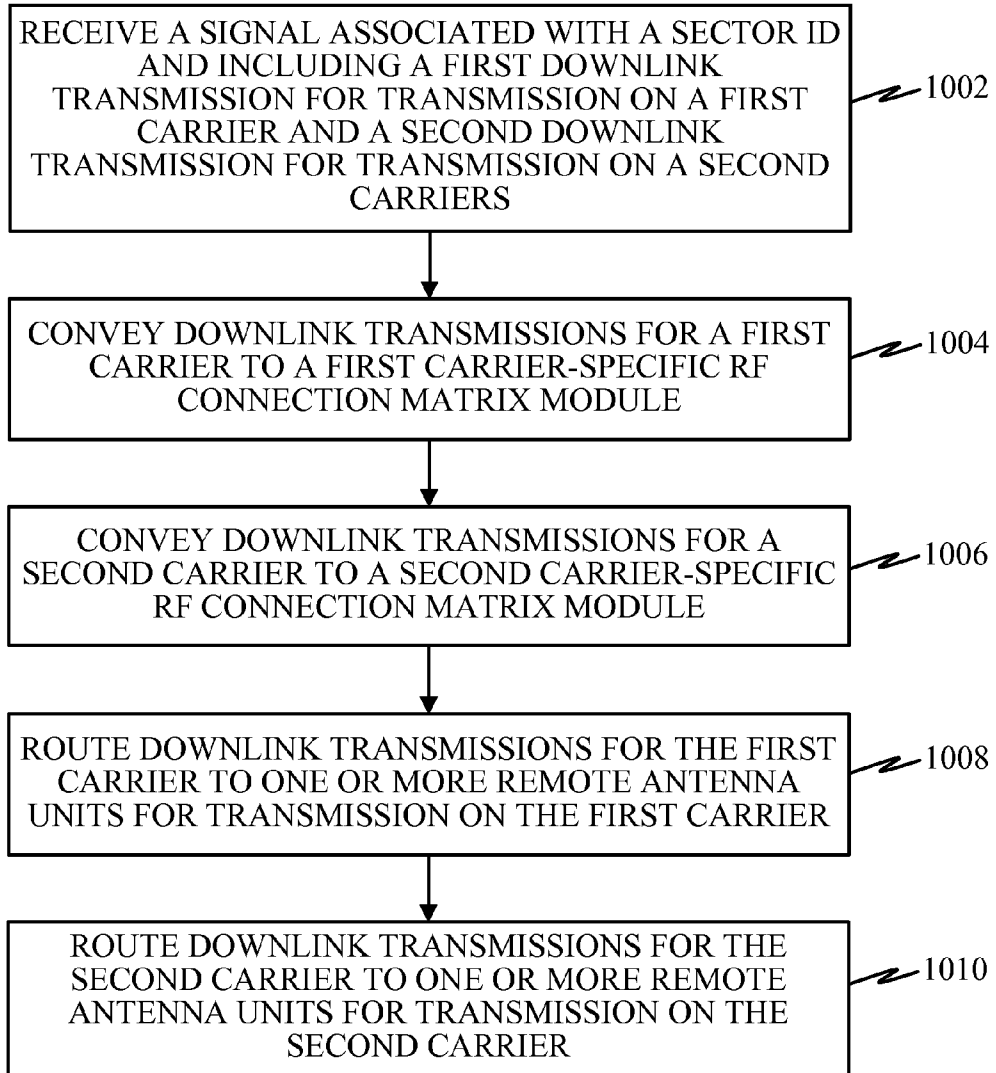 RECEIVE A SIGNAL ASSOCIATED WITH A SECTOR ID
AND INCLUDING A FIRST DOWNLINK
TRANSMISSION FOR TRANSMISSION ON A FIRST
CARRIER AND A SECOND DOWNLINK
TRANSMISSION FOR TRANSMISSION ON A SECOND
CARRIERS
1002
CONVEY DOWNLINK TRANSMISSIONS FOR A FIRST
CARRIER TO A FIRST CARRIER-SPECIFIC RF
CONNECTION MATRIX MODULE
1004
CONVEY DOWNLINK TRANSMISSIONS FOR A
SECOND CARRIER TO A SECOND CARRIER-SPECIFIC
RF CONNECTION MATRIX MODULE
1006
ROUTE DOWNLINK TRANSMISSIONS FOR THE FIRST
CARRIER TO ONE OR MORE REMOTE ANTENNA
UNITS FOR TRANSMISSION ON THE FIRST CARRIER
1008
ROUTE DOWNLINK TRANSMISSIONS FOR THE
SECOND CARRIER TO ONE OR MORE REMOTE
ANTENNA UNITS FOR TRANSMISSION ON THE
SECOND CARRIER
1010